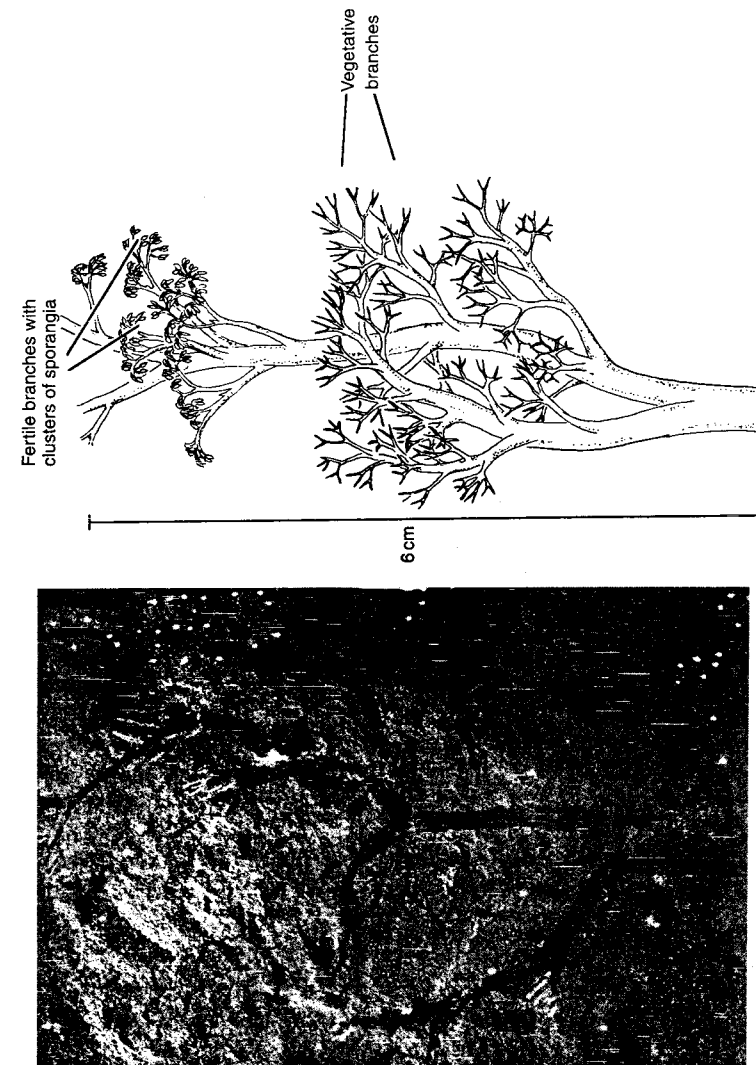 Fertile branches with
clusters of sporangia
Vegetative
branches
6 cm